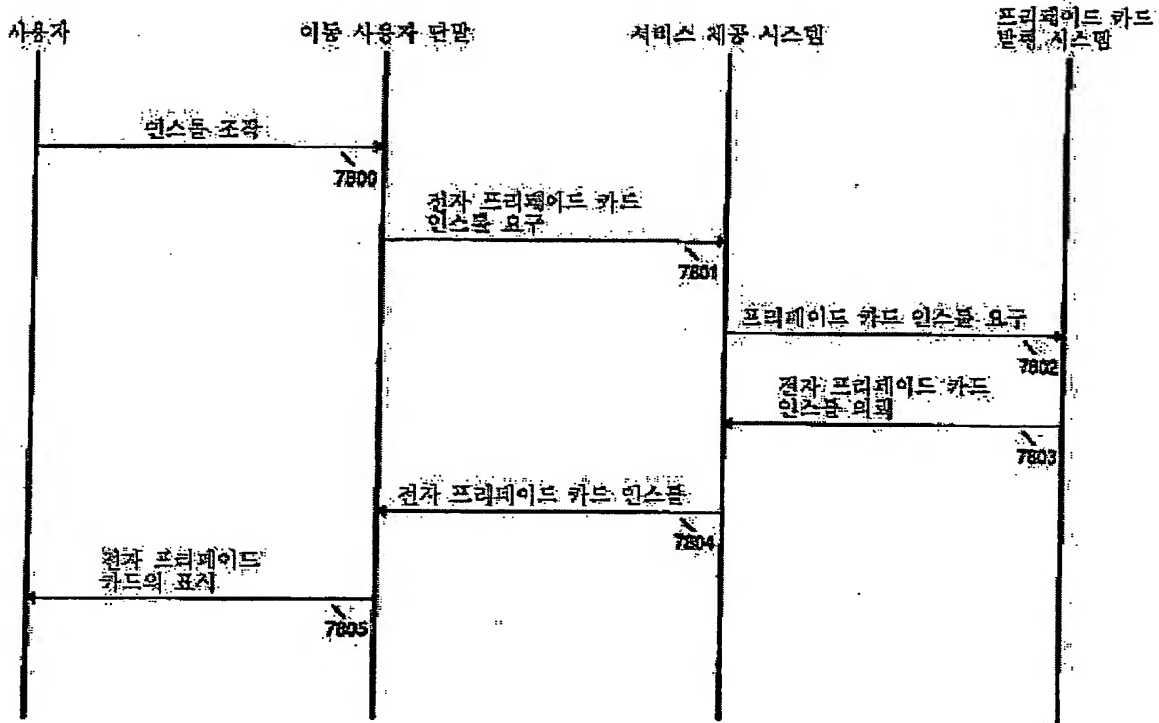 사용자
이동 사용자 단말
서비스 제공 시스템
프리페이드 카드
발행 시스템
인스톨 조작
7800
전자 프리페이드 카드
인스톨 요구
7801
프리페이드 카드 인스톨 요구
7802
전자 프리페이드 카드
인스톨 의뢰
7803
전자 프리페이드 카드 인스톨
7804
전자 프리페이드
카드의 표시
7805